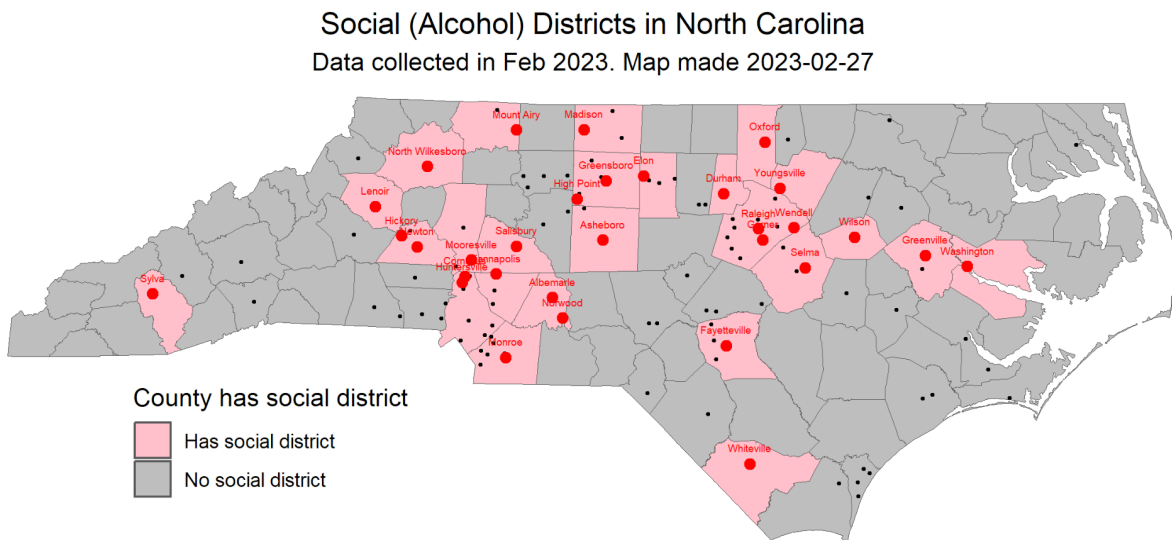 Social (Alcohol) Districts in North Carolina
Data collected in Feb 2023. Map made 2023-02-27
Mount Airy
Madison
Oxford
North Wilkesboro
Greensboro
Elon
Durham
Youngsville
Lenoir
High Point
Hickory
Newton
Salisbury
Asheboro
Raleigh
Wendell
Garner
Wilson
Mooresville
Kannapolis
Cornelius
Huntersville
Selma
Greenville
Washington
Sylva
Albemarle
Norwood
Fayetteville
Monroe
County has social district
Has social district
No social district
Whiteville